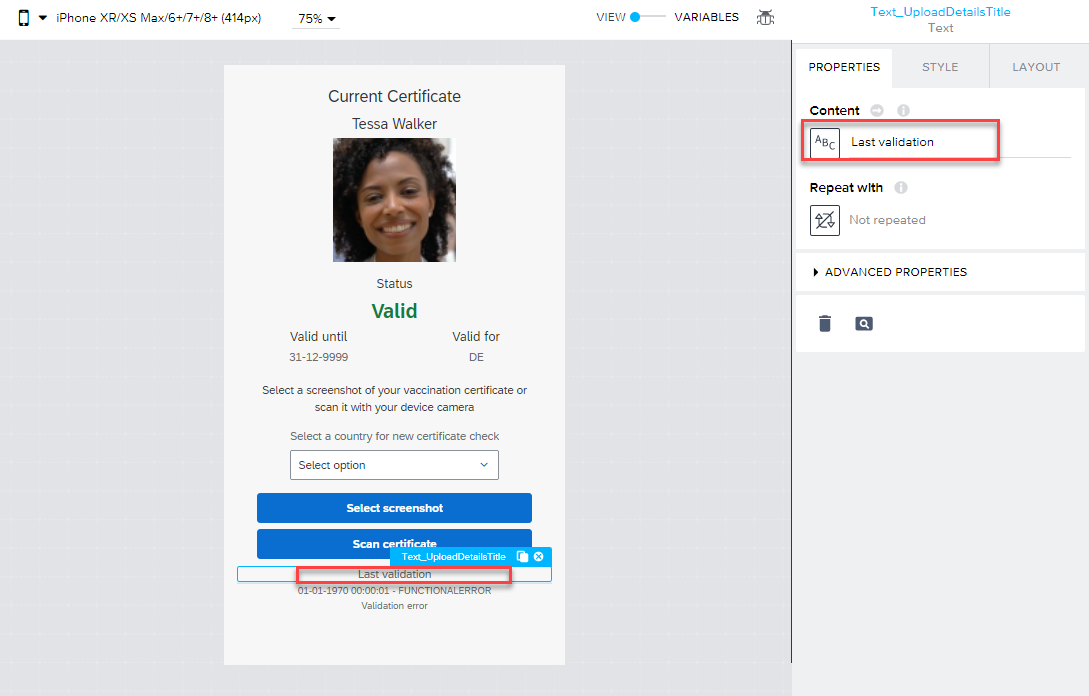 iPhone XR/XS Max/6+/7+/8+ (414px)
75%
VIEW
VARIABLES
Text_UploadDetailsTitle
Text
PROPERTIES
STYLE
LAYOUT
Content
ABC
Last validation
Repeat with
Not repeated
ADVANCED PROPERTIES
Current Certificate
Tessa Walker
Status
Valid
Valid until
Valid for
31-12-9999
DE
Select a screenshot of your vaccination certificate or
scan it with your device camera
Select a country for new certificate check
Select option
Select screenshot
Scan certificate
Text_UploadDetailsTitle
Last validation
01-01-1970 00:00:01 - FUNCTIONALERROR
Validation error